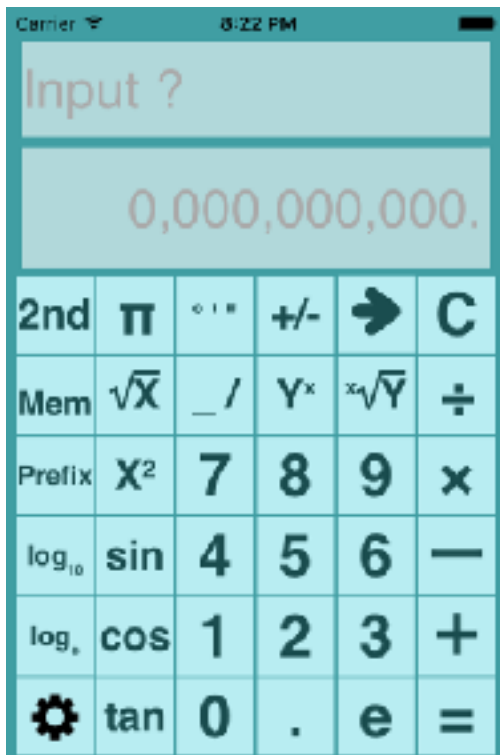 Carrier 8:22 PM
Input ?
0,000,000,000.
2nd π ° ' " +/- C
Mem √X _ / Yˣ ˣ√Y ÷
Prefix X² 7 8 9 ×
log₁₀ sin 4 5 6 —
logₑ cos 1 2 3 +
tan 0 . e =